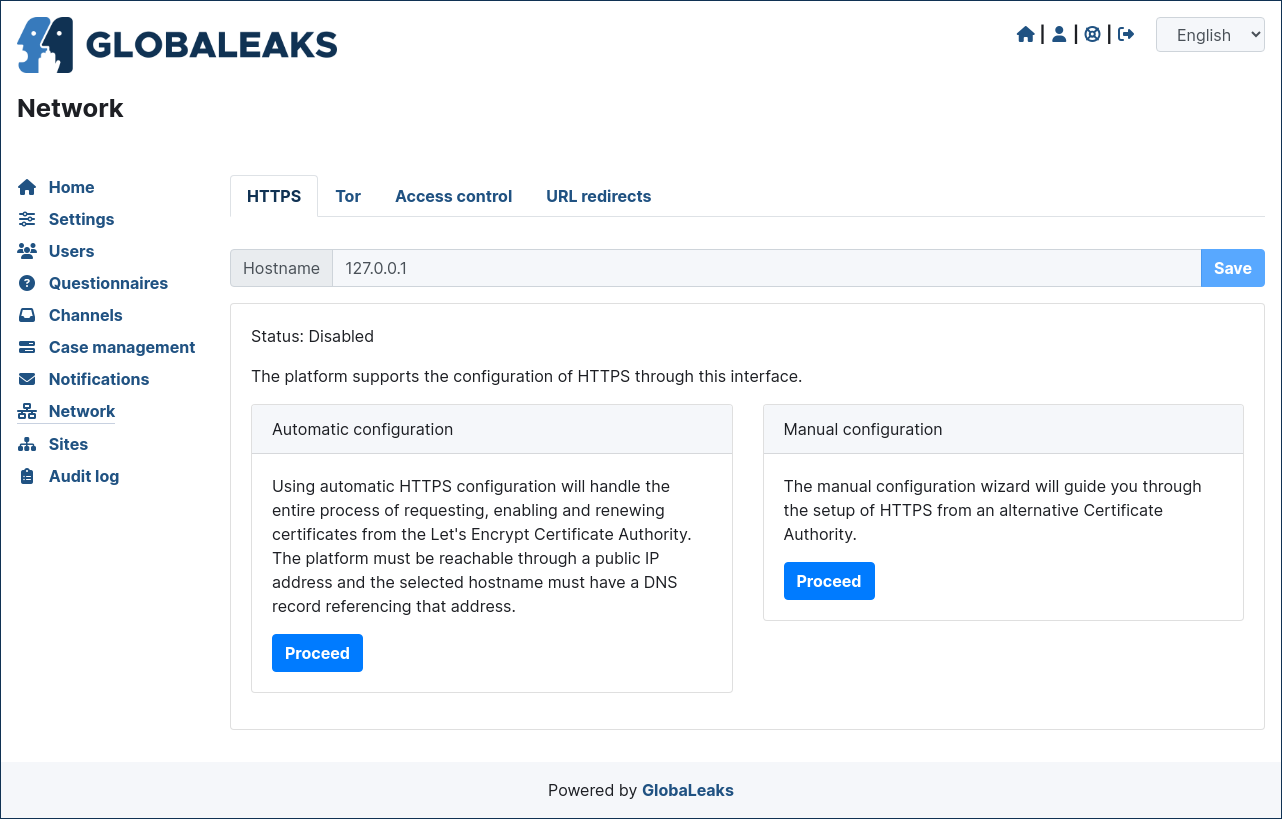 GLOBALEAKS
English
Network
Home
Settings
Users
Questionnaires
Channels
Case management
Notifications
Network
Sites
Audit log
HTTPS Tor Access control URL redirects
Hostname 127.0.0.1 Save
Status: Disabled
The platform supports the configuration of HTTPS through this interface.
Automatic configuration
Using automatic HTTPS configuration will handle the
entire process of requesting, enabling and renewing
certificates from the Let's Encrypt Certificate Authority.
The platform must be reachable through a public IP
address and the selected hostname must have a DNS
record referencing that address.
Proceed
Manual configuration
The manual configuration wizard will guide you through
the setup of HTTPS from an alternative Certificate
Authority.
Proceed
Powered by GlobaLeaks